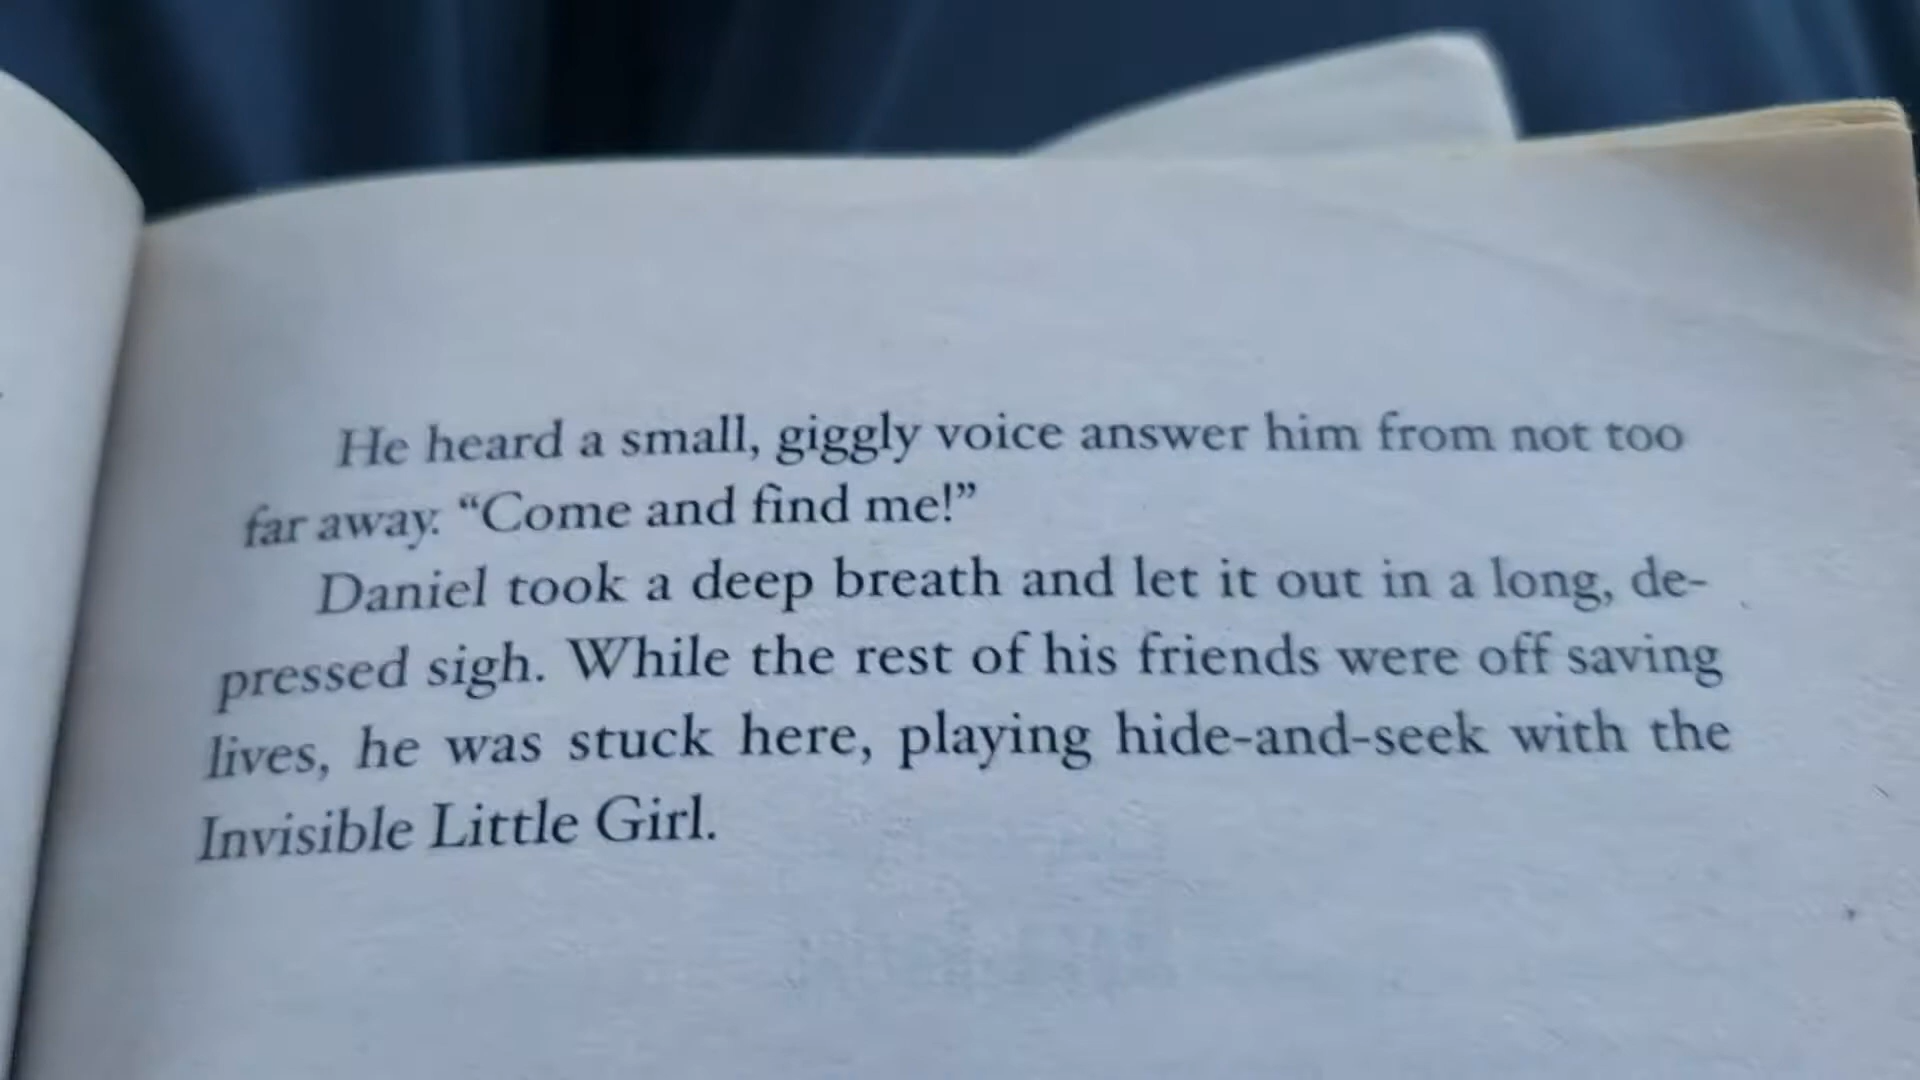 He heard a small, giggly voice answer him from not too
far away. “Come and find me!”
Daniel took a deep breath and let it out in a long, de-
pressed sigh. While the rest of his friends were off saving
lives, he was stuck here, playing hide-and-seek with the
Invisible Little Girl.